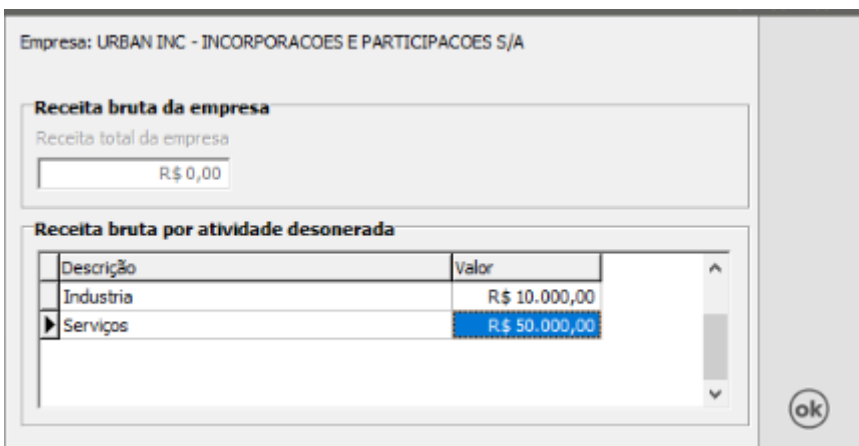 Empresa: URBAN INC - INCORPORACOES E PARTICIPACOES S/A
Receita bruta da empresa
Receita total da empresa
R$ 0,00
Receita bruta por atividade desonerada
Descrição Valor
Industria R$ 10.000,00
Serviços R$ 50.000,00
ok